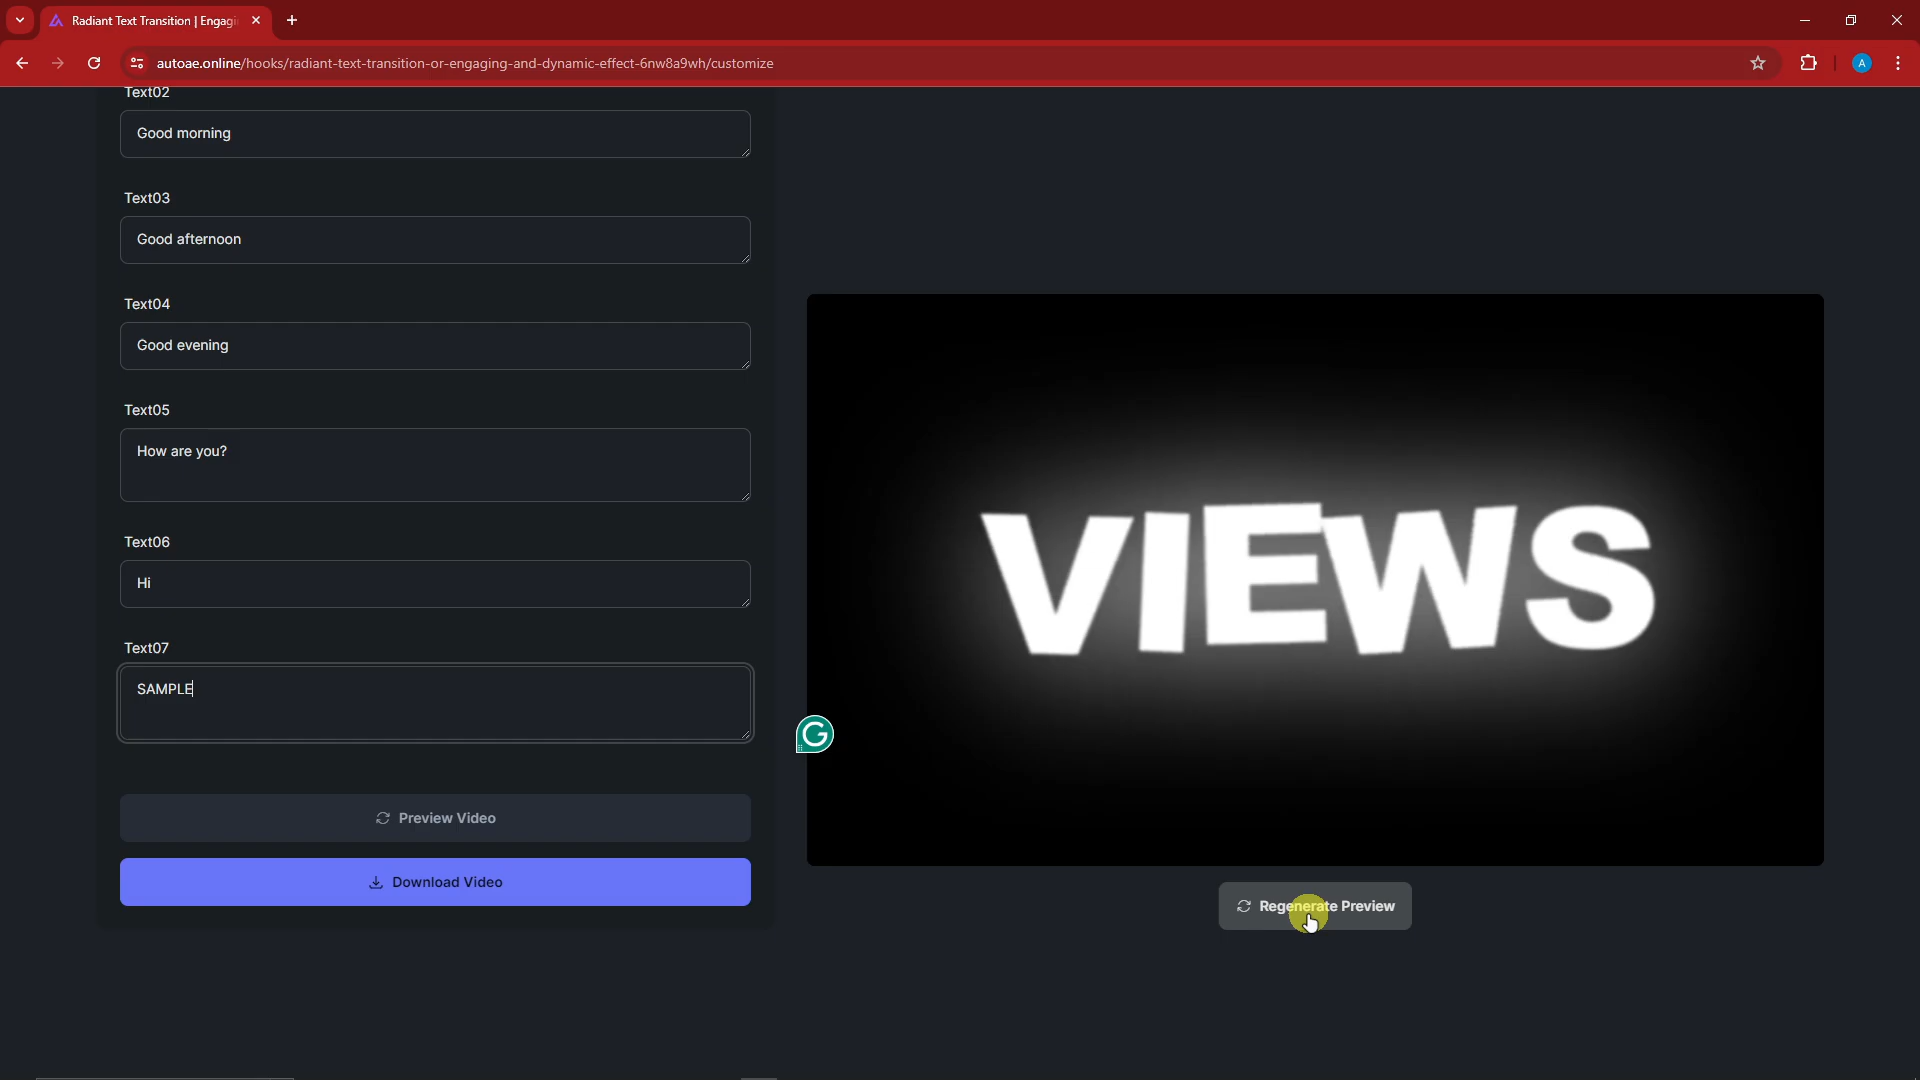 Radiant Text Transition | Engagi
autoae.online/hooks/radiant-text-transition-or-engaging-and-dynamic-effect-6nw8a9wh/customize
A
Text02
Good morning
Text03
Good afternoon
Text04
Good evening
Text05
How are you?
Text06
Hi
Text07
SAMPLE
Preview Video
Download Video
VIEWS
G
Regenerate Preview